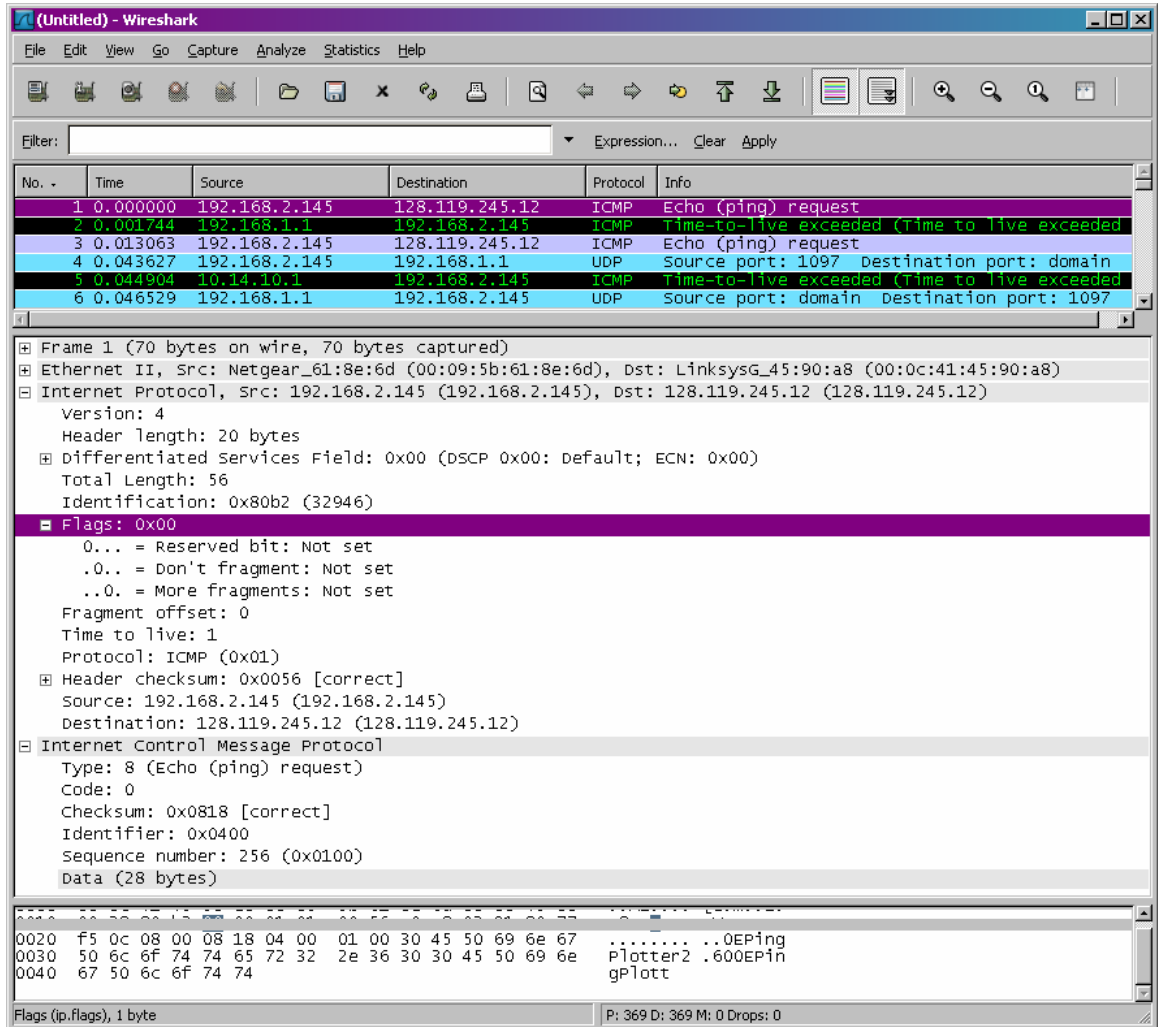 (Untitled) - Wireshark
File Edit View Go Capture Analyze Statistics Help
Filter: Expression... Clear Apply
No. Time Source Destination Protocol Info
1 0.000000 192.168.2.145 128.119.245.12 ICMP Echo (ping) request
2 0.001744 192.168.1.1 192.168.2.145 ICMP Time-to-live exceeded (Time to live exceeded
3 0.013063 192.168.2.145 128.119.245.12 ICMP Echo (ping) request
4 0.043627 192.168.2.145 192.168.1.1 UDP Source port: 1097 Destination port: domain
5 0.044904 10.14.10.1 192.168.2.145 ICMP Time-to-live exceeded (Time to live exceeded
6 0.046529 192.168.1.1 192.168.2.145 UDP Source port: domain Destination port: 1097
Frame 1 (70 bytes on wire, 70 bytes captured)
Ethernet II, Src: Netgear_61:8e:6d (00:09:5b:61:8e:6d), Dst: LinksysG_45:90:a8 (00:0c:41:45:90:a8)
Internet Protocol, Src: 192.168.2.145 (192.168.2.145), Dst: 128.119.245.12 (128.119.245.12)
Version: 4
Header length: 20 bytes
Differentiated Services Field: 0x00 (DSCP 0x00: Default; ECN: 0x00)
Total Length: 56
Identification: 0x80b2 (32946)
Flags: 0x00
0... = Reserved bit: Not set
.0.. = Don't fragment: Not set
..0. = More fragments: Not set
Fragment offset: 0
Time to live: 1
Protocol: ICMP (0x01)
Header checksum: 0x0056 [correct]
Source: 192.168.2.145 (192.168.2.145)
Destination: 128.119.245.12 (128.119.245.12)
Internet Control Message Protocol
Type: 8 (Echo (ping) request)
Code: 0
Checksum: 0x0818 [correct]
Identifier: 0x0400
Sequence number: 256 (0x0100)
Data (28 bytes)
0020 f5 0c 08 00 08 18 04 00 01 00 30 45 50 69 6e 67 ........ ..0EPing
0030 50 6c 6f 74 74 65 72 32 2e 36 30 30 45 50 69 6e Plotter2 .600EPin
0040 67 50 6c 6f 74 74 gPlott
Flags (ip.flags), 1 byte P: 369 D: 369 M: 0 Drops: 0